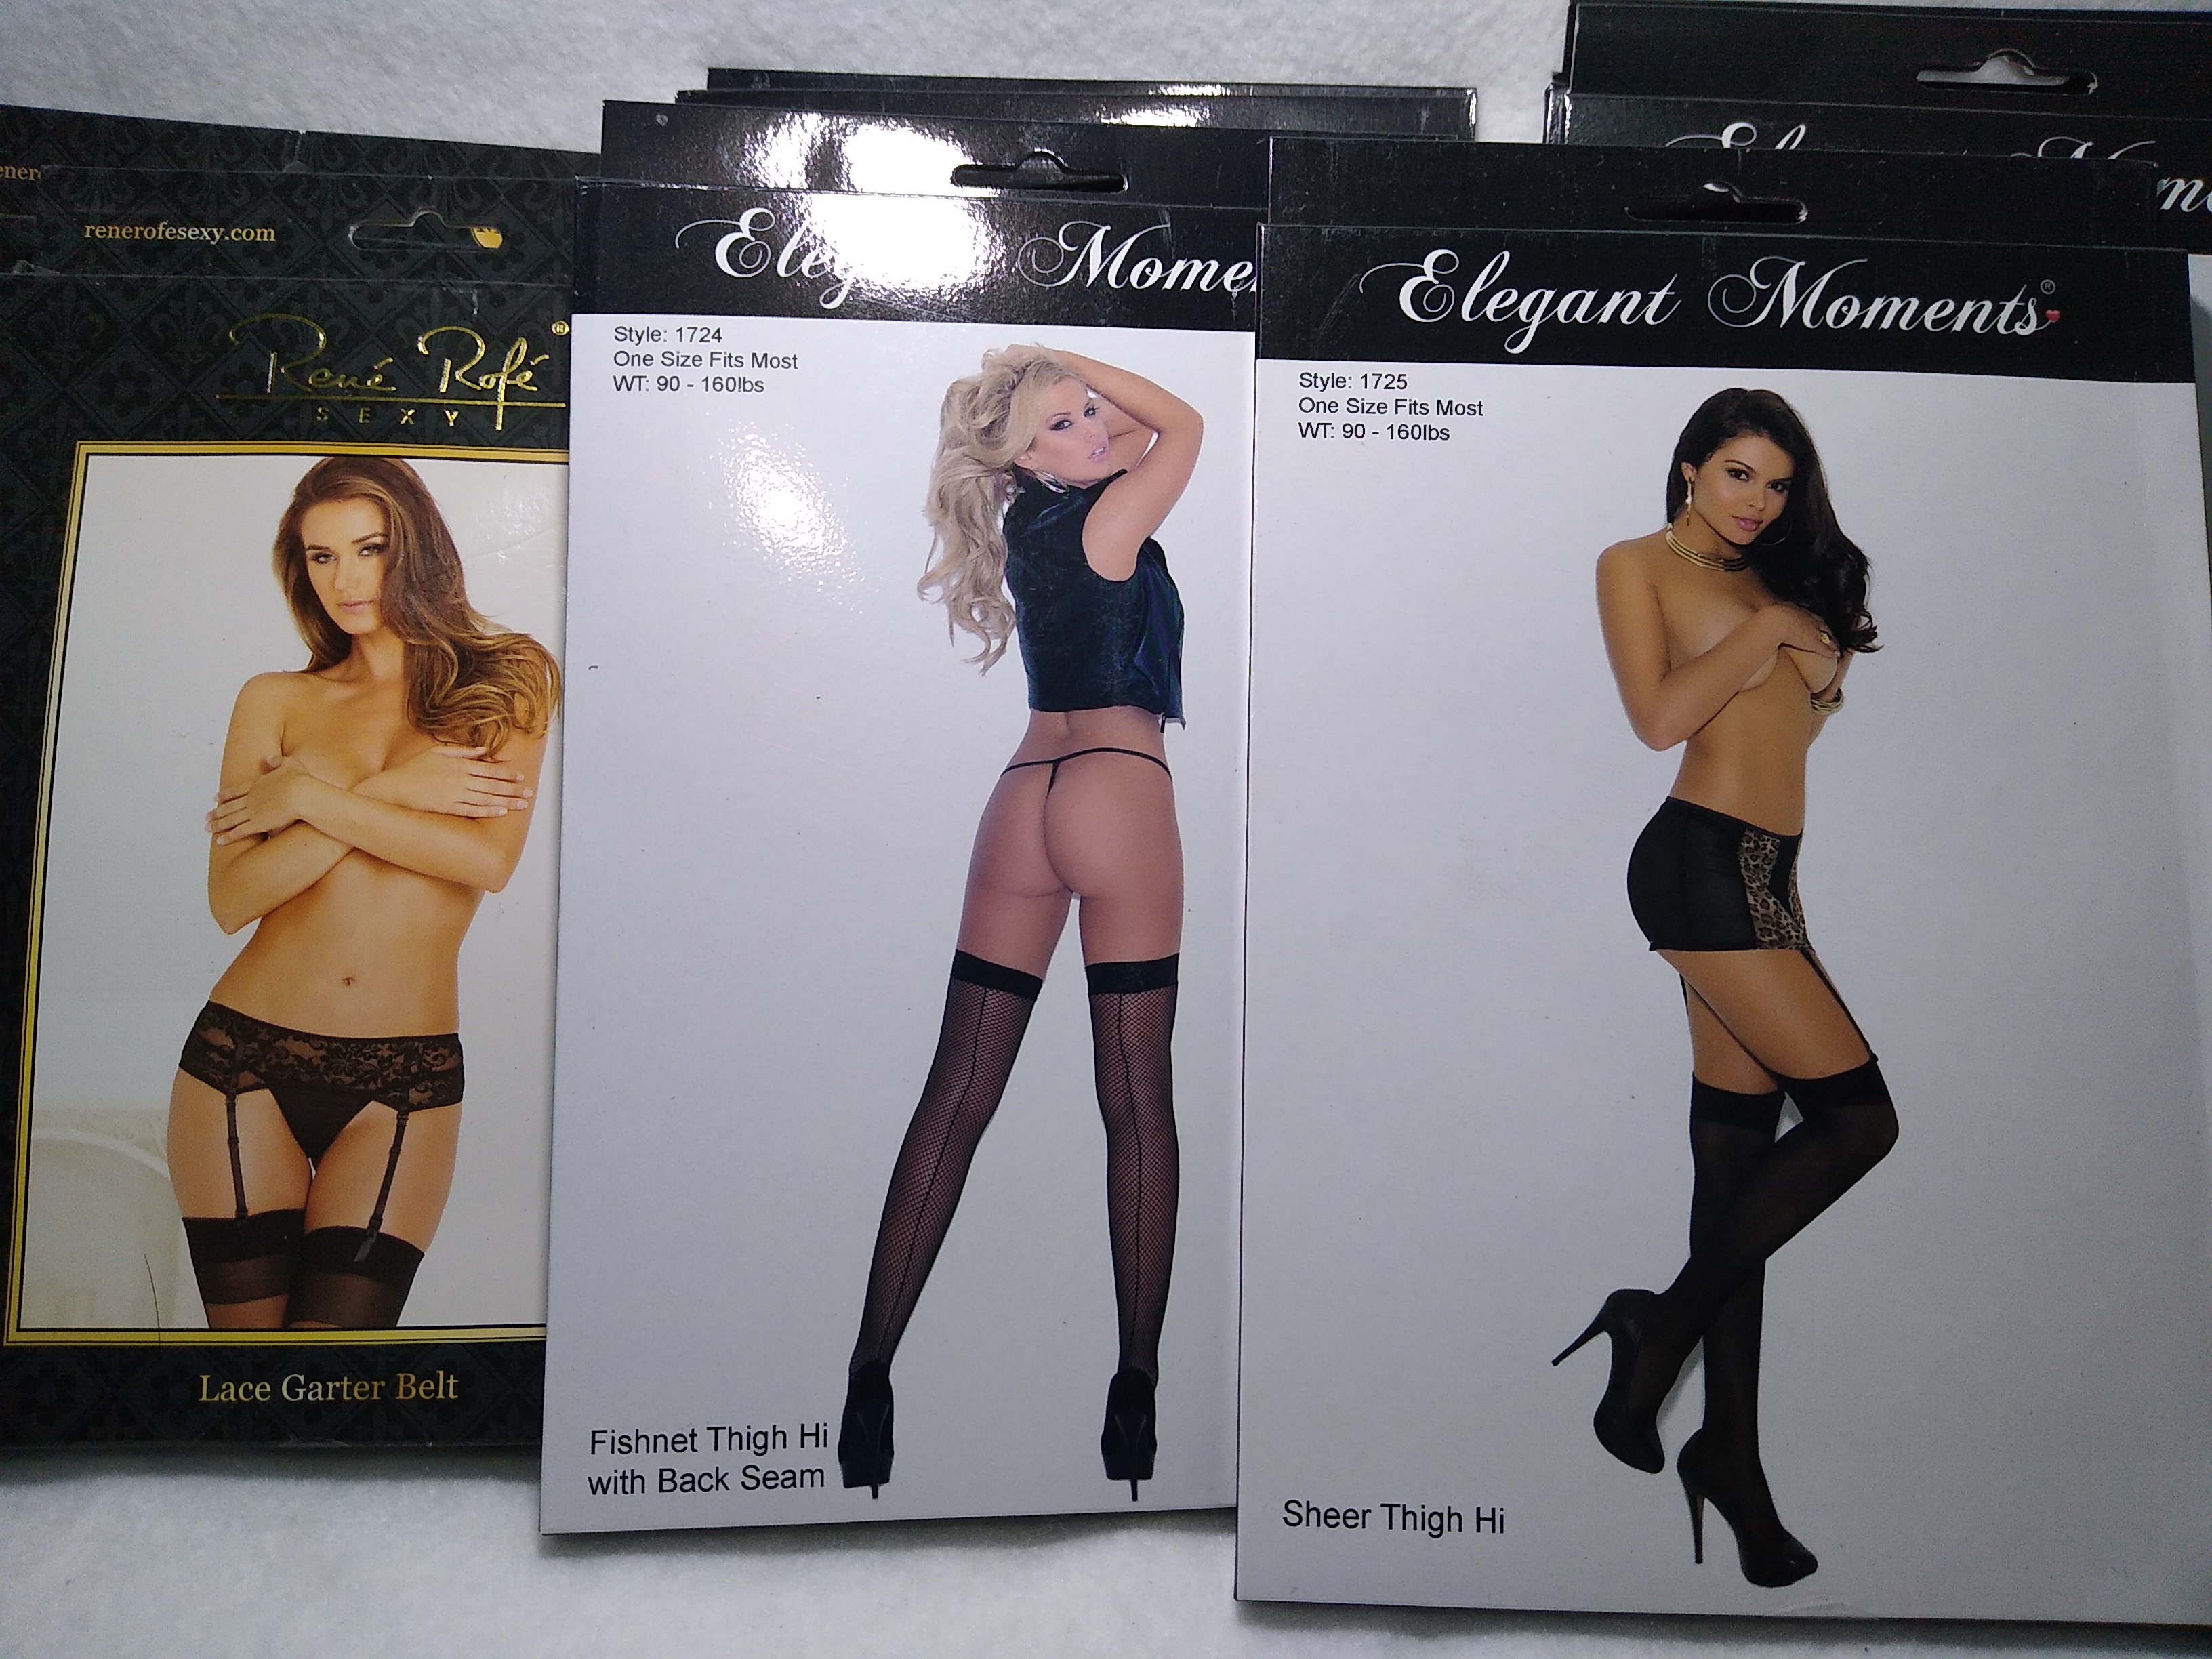 renerofesexy.com
René Rofé®
SEXY
Lace Garter Belt
Style: 1724
One Size Fits Most
WT: 90 - 160lbs
Fishnet Thigh Hi
with Back Seam
Elegant Moments®
Style: 1725
One Size Fits Most
WT: 90 - 160lbs
Sheer Thigh Hi